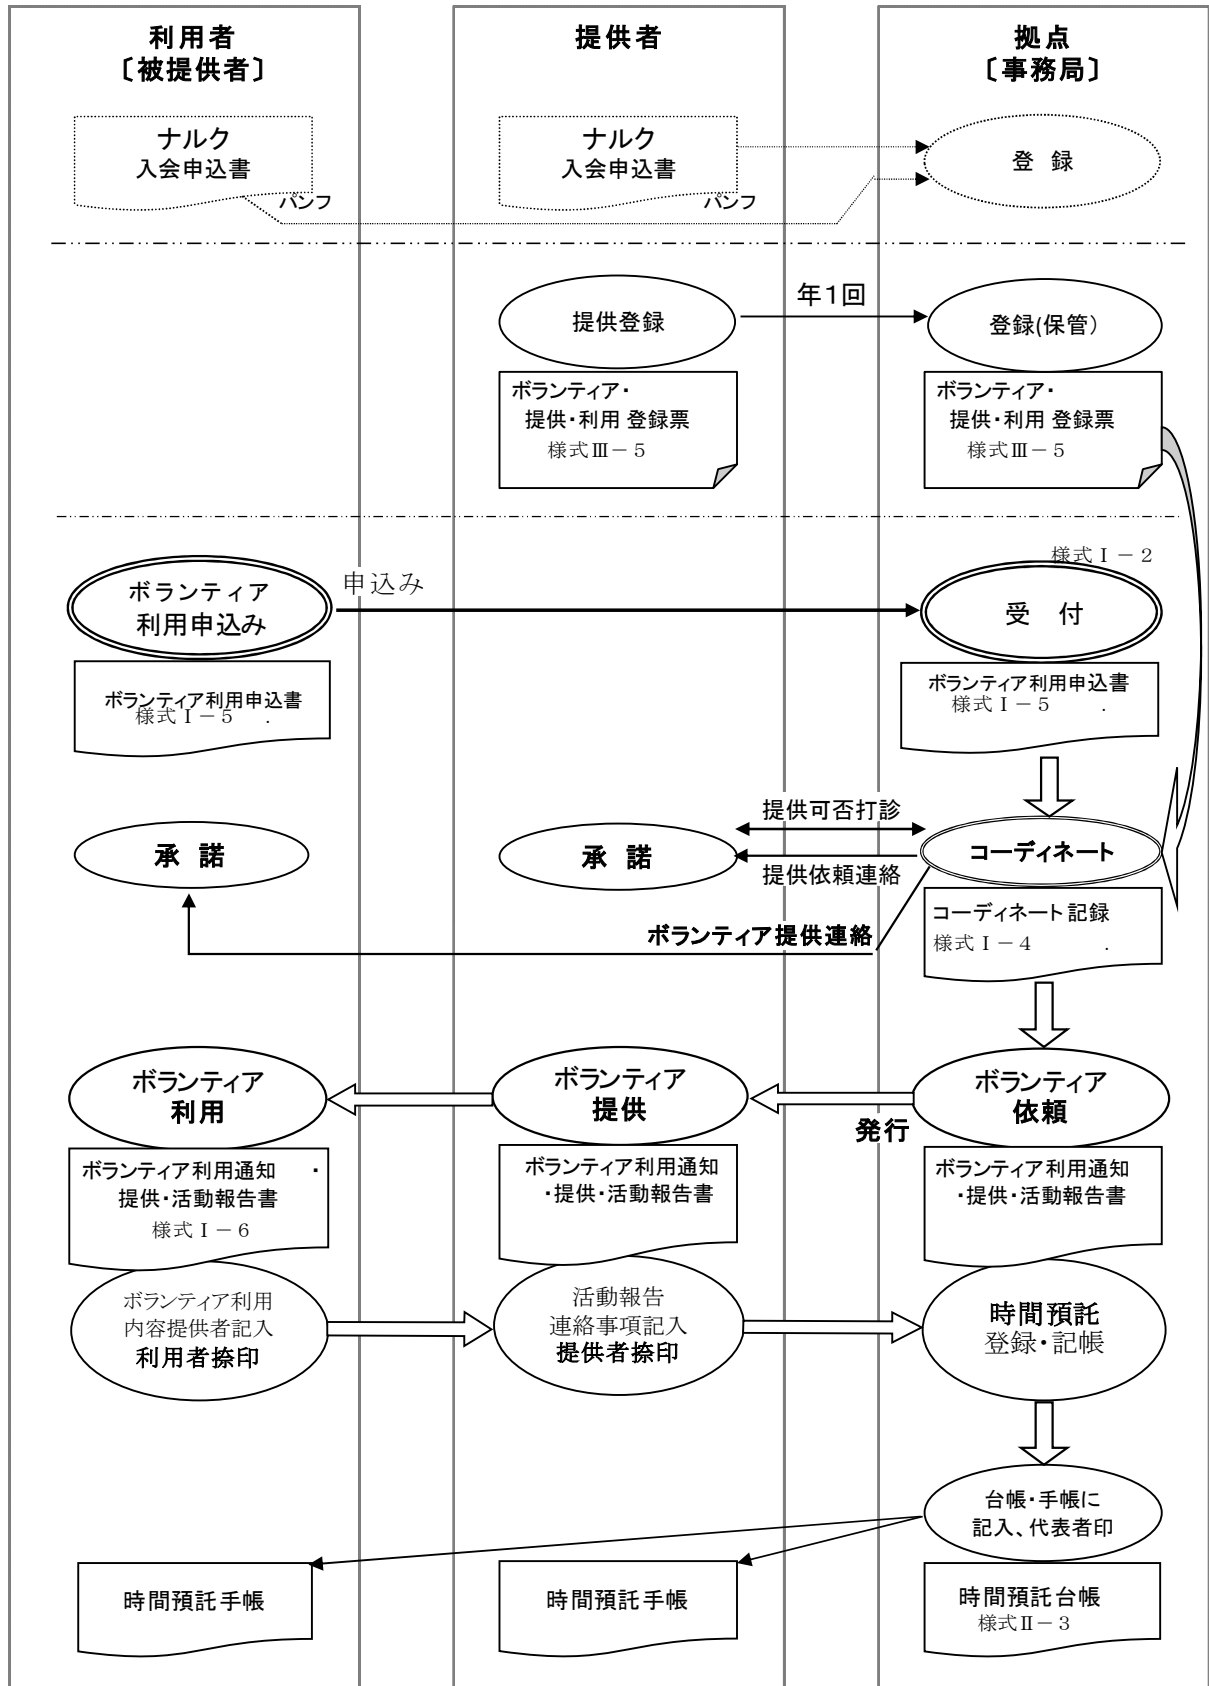 利用者
〔被提供者〕
提供者
拠点
〔事務局〕
ナルク
入会申込書
パンフ
ナルク
入会申込書
パンフ
登 録
提供登録
年1回
登録(保管)
ボランティア・
提供・利用 登録票
様式Ⅲ－５
ボランティア・
提供・利用 登録票
様式Ⅲ－５
ボランティア
利用申込み
申込み
様式Ⅰ－２
受 付
ボランティア利用申込書
様式Ⅰ－５ .
ボランティア利用申込書
様式Ⅰ－５ .
承 諾
提供可否打診
承 諾
提供依頼連絡
コーディネート
ボランティア提供連絡
コーディネート記録
様式Ⅰ－４ .
ボランティア
利用
ボランティア
提供
発行
ボランティア
依頼
ボランティア利用通知 ・
提供・活動報告書
様式Ⅰ－６
ボランティア利用通知
・提供・活動報告書
ボランティア利用通知
・提供・活動報告書
ボランティア利用
内容提供者記入
利用者捺印
活動報告
連絡事項記入
提供者捺印
時間預託
登録・記帳
台帳・手帳に
記入、代表者印
時間預託手帳
時間預託手帳
時間預託台帳
様式Ⅱ－３